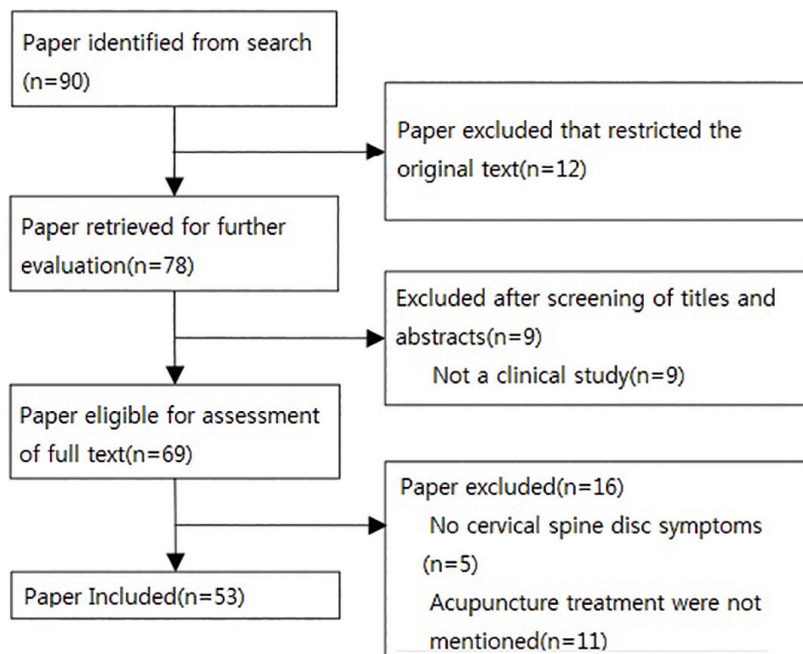 Paper identified from search
(n=90)
Paper excluded that restricted the
original text(n=12)
Paper retrieved for further
evaluation(n=78)
Excluded after screening of titles and
abstracts(n=9)
Not a clinical study(n=9)
Paper eligible for assessment
of full text(n=69)
Paper excluded(n=16)
No cervical spine disc symptoms
(n=5)
Acupuncture treatment were not
mentioned(n=11)
Paper Included(n=53)